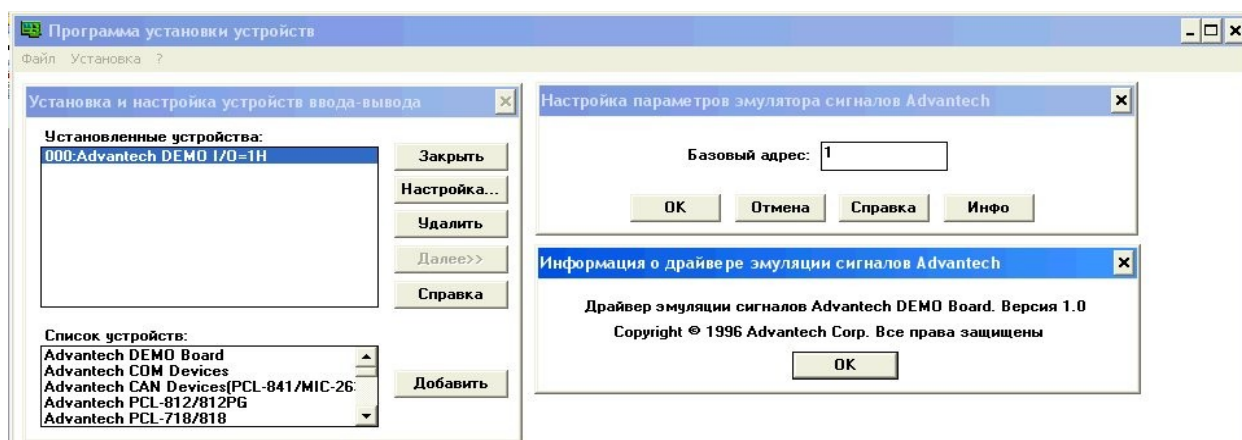 Программа установки устройств
Файл Установка ?
Установка и настройка устройств ввода-вывода
Установленные устройства:
000:Advantech DEMO I/O=1H
Закрыть
Настройка...
Удалить
Далее>>
Справка
Список устройств:
Advantech DEMO Board
Advantech COM Devices
Advantech CAN Devices(PCL-841/MIC-26
Advantech PCL-812/812PG
Advantech PCL-718/818
Добавить
Настройка параметров эмулятора сигналов Advantech
Базовый адрес: 1
OK Отмена Справка Инфо
Информация о драйвере эмуляции сигналов Advantech
Драйвер эмуляции сигналов Advantech DEMO Board. Версия 1.0
Copyright © 1996 Advantech Corp. Все права защищены
OK